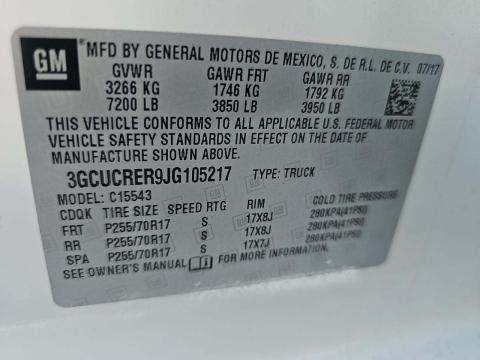 GM
MFD BY GENERAL MOTORS DE MEXICO, S. DE R.L. DE C.V. 07/17
GVWR GAWR FRT GAWR RR
3266 KG 1746 KG 1792 KG
7200 LB 3850 LB 3950 LB
THIS VEHICLE CONFORMS TO ALL APPLICABLE U.S. FEDERAL MOTOR
VEHICLE SAFETY STANDARDS IN EFFECT ON THE DATE OF
MANUFACTURE SHOWN ABOVE.
3GCUCRER9JG105217 TYPE: TRUCK
MODEL: C15543
CDQK TIRE SIZE SPEED RTG RIM COLD TIRE PRESSURE
FRT P255/70R17 S 17X8J 280KPA(41PSI)
RR P255/70R17 S 17X8J 280KPA(41PSI)
SPA P255/70R17 S 17X7J 280KPA(41PSI)
SEE OWNER'S MANUAL FOR MORE INFORMATION.